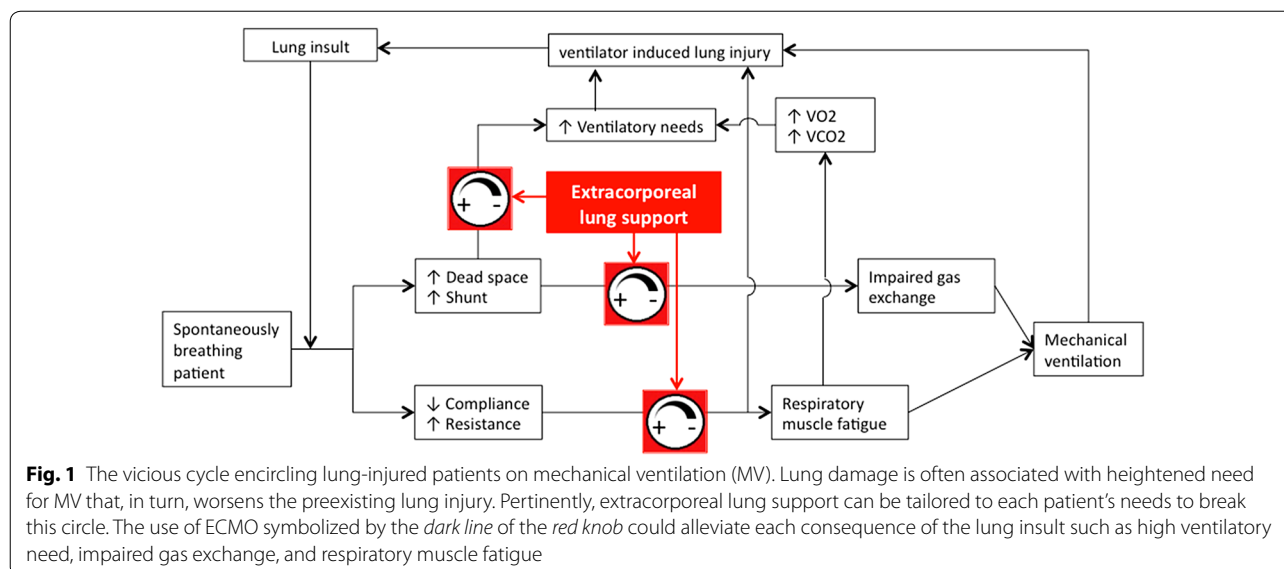 Lung insult
ventilator induced lung injury
↑ Ventilatory needs
↑ VO2
↑ VCO2
+ -
Extracorporeal
lung support
↑ Dead space
↑ Shunt
+ -
Impaired gas
exchange
Spontaneously
breathing
patient
Mechanical
ventilation
↓ Compliance
↑ Resistance
+ -
Respiratory
muscle fatigue
Fig. 1 The vicious cycle encircling lung-injured patients on mechanical ventilation (MV). Lung damage is often associated with heightened need
for MV that, in turn, worsens the preexisting lung injury. Pertinently, extracorporeal lung support can be tailored to each patient’s needs to break
this circle. The use of ECMO symbolized by the dark line of the red knob could alleviate each consequence of the lung insult such as high ventilatory
need, impaired gas exchange, and respiratory muscle fatigue